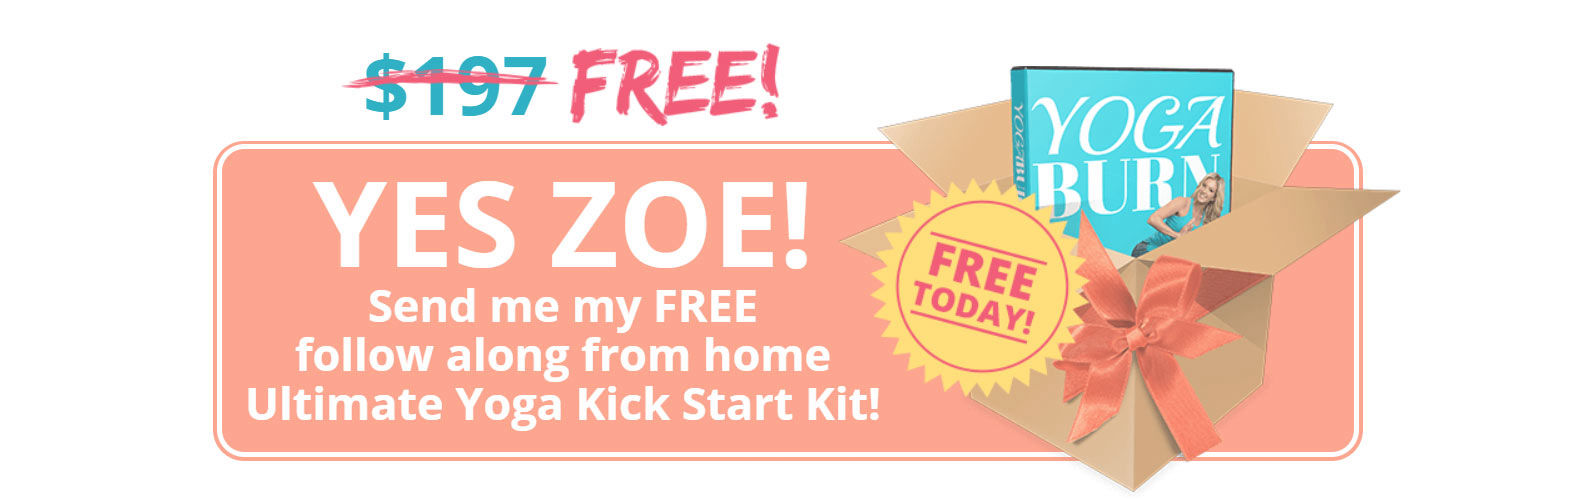 $197 FREE!
YES ZOE!
Send me my FREE
follow along from home
Ultimate Yoga Kick Start Kit!
FREE
TODAY!
YOGA
BURN